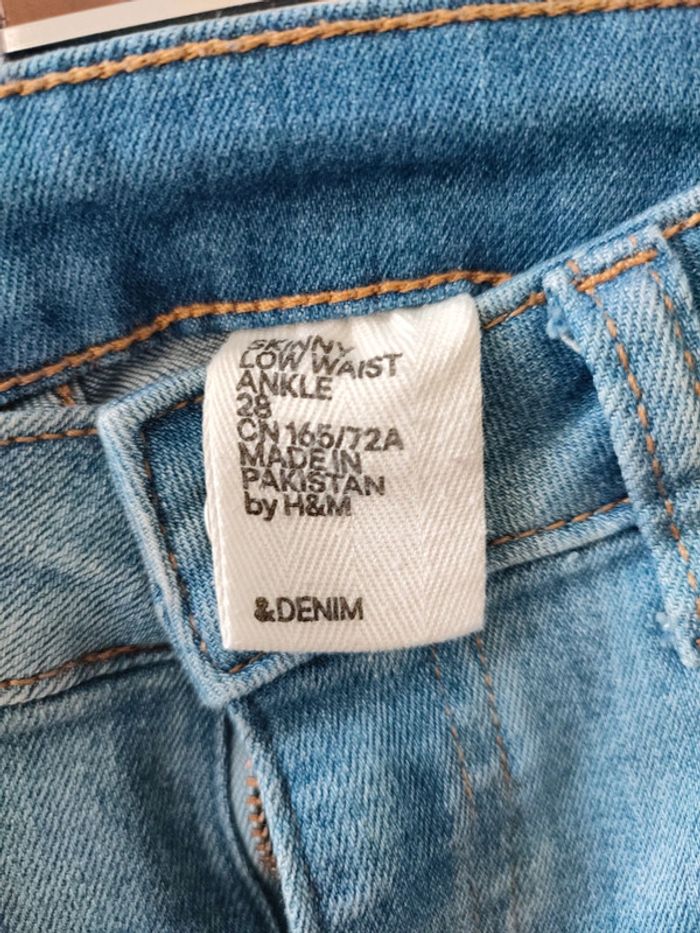 SKINNY
LOW WAIST
ANKLE
28
CN 165/72A
MADE IN
PAKISTAN
by H&M
&DENIM